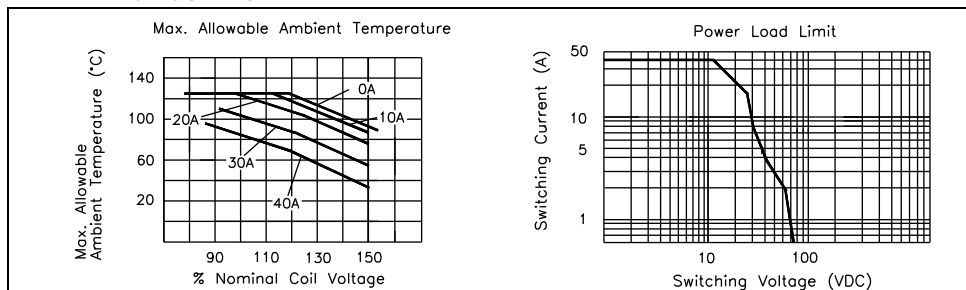 Max. Allowable Ambient Temperature
Max. Allowable
Ambient Temperature (°C)
140
100
60
20
0A
10A
20A
30A
40A
90 110 130 150
% Nominal Coil Voltage
Power Load Limit
Switching Current (A)
50
10
5
1
10 100
Switching Voltage (VDC)